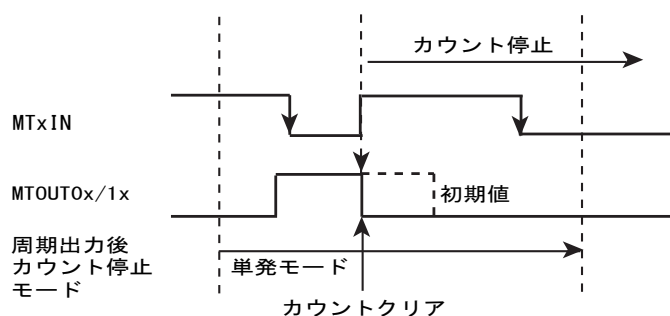 カウント停止
MTxIN
MTOUT0x/1x
初期値
周期出力後
カウント停止
モード
単発モード
カウントクリア